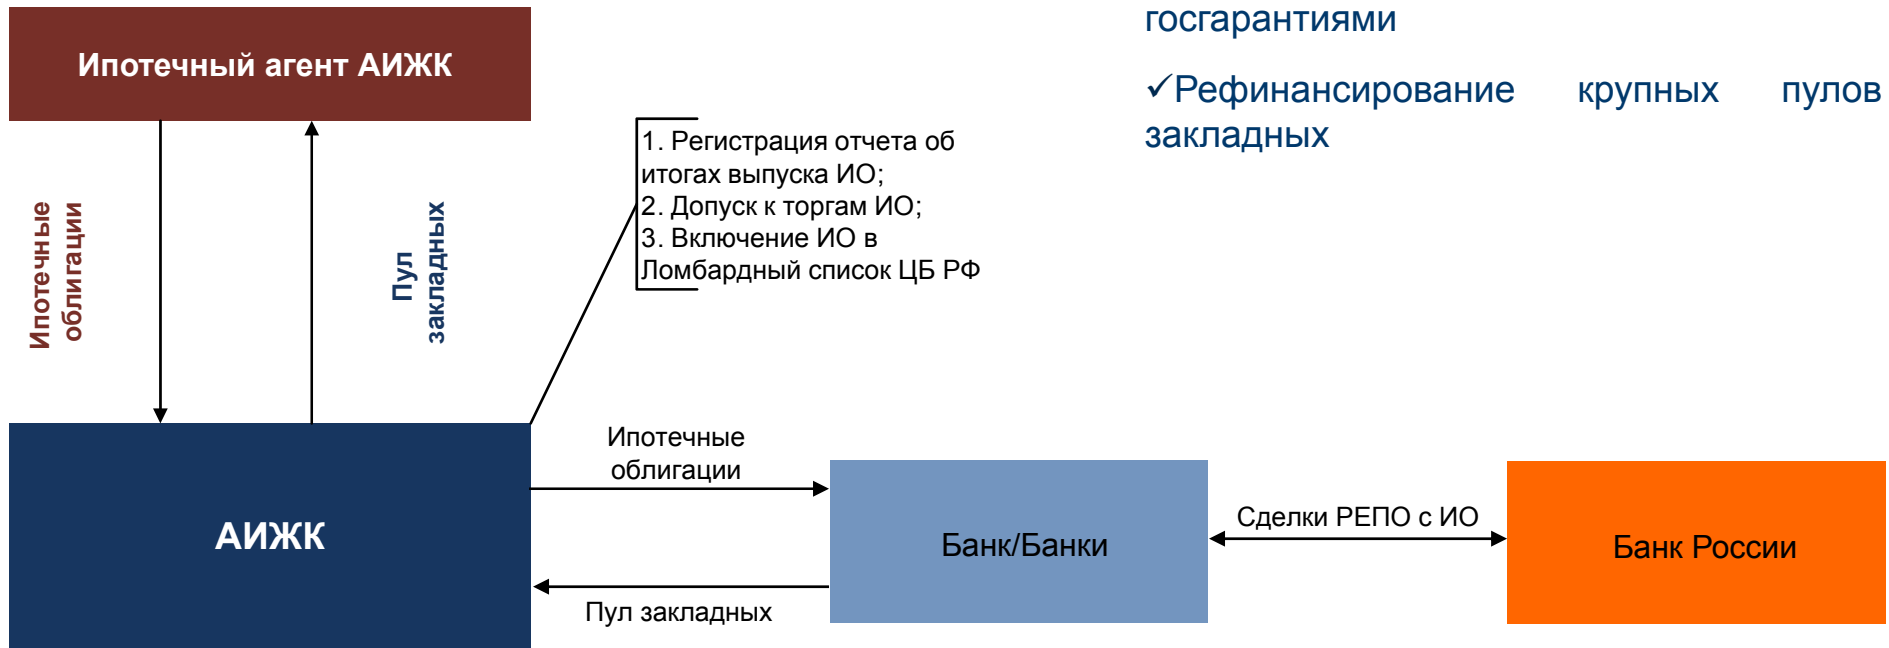 госгарантиями
✓Рефинансирование крупных пулов
закладных
Ипотечный агент АИЖК
1. Регистрация отчета об
итогах выпуска ИО;
2. Допуск к торгам ИО;
3. Включение ИО в
Ломбардный список ЦБ РФ
Ипотечные
облигации
Пул
закладных
АИЖК
Ипотечные
облигации
Пул закладных
Банк/Банки
Сделки РЕПО с ИО
Банк России